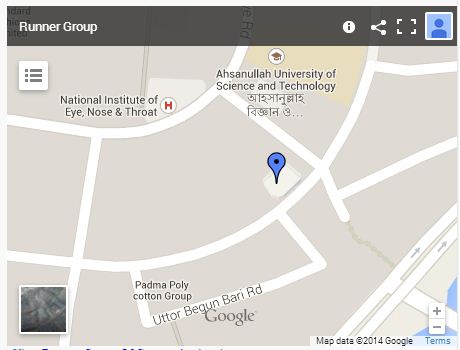 Runner Group
Ahsanullah University of
Science and Technology
আহসানুল্লাহ
বিজ্ঞান ও...
National Institute of
Eye, Nose & Throat
H
Padma Poly
cotton Group
Uttor Begun Bari Rd
Google
Map data ©2014 Google Terms